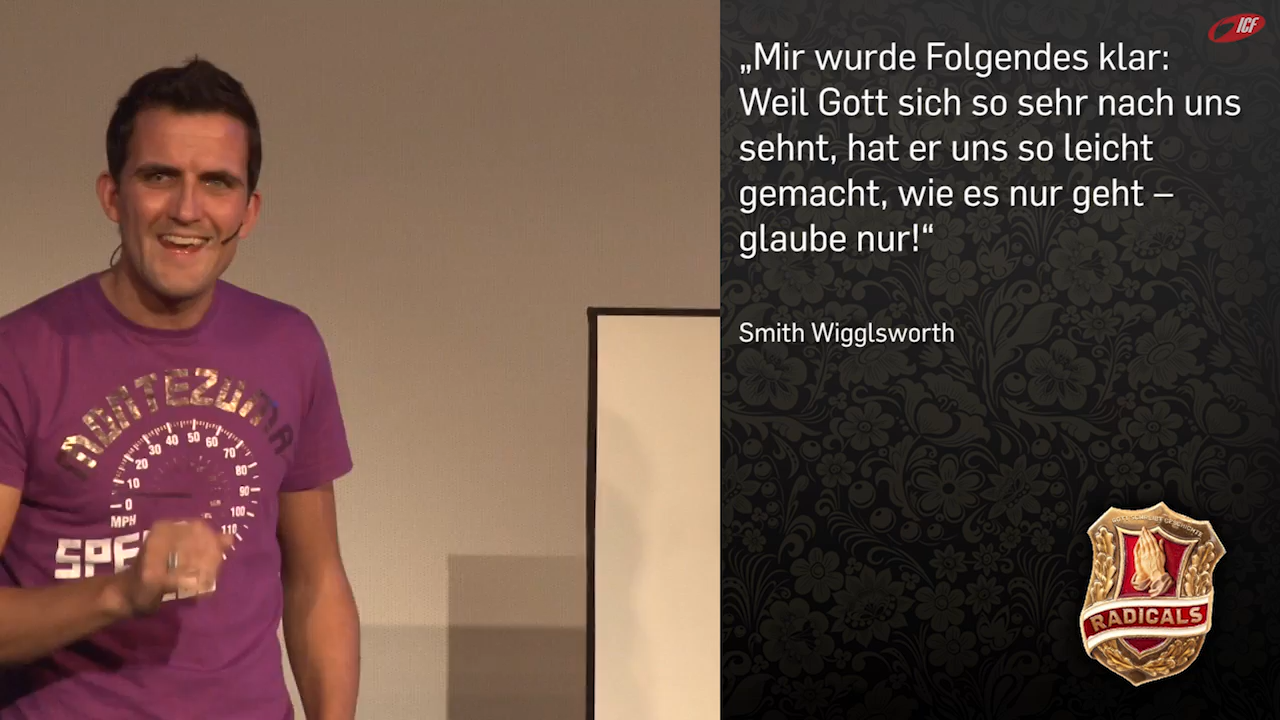 ICF
„Mir wurde Folgendes klar:
Weil Gott sich so sehr nach uns
sehnt, hat er uns so leicht
gemacht, wie es nur geht –
glaube nur!“
Smith Wigglsworth
MONTEZUMA
0
10
20
30
40
50
60
70
80
90
100
110
MPH
RADICALS